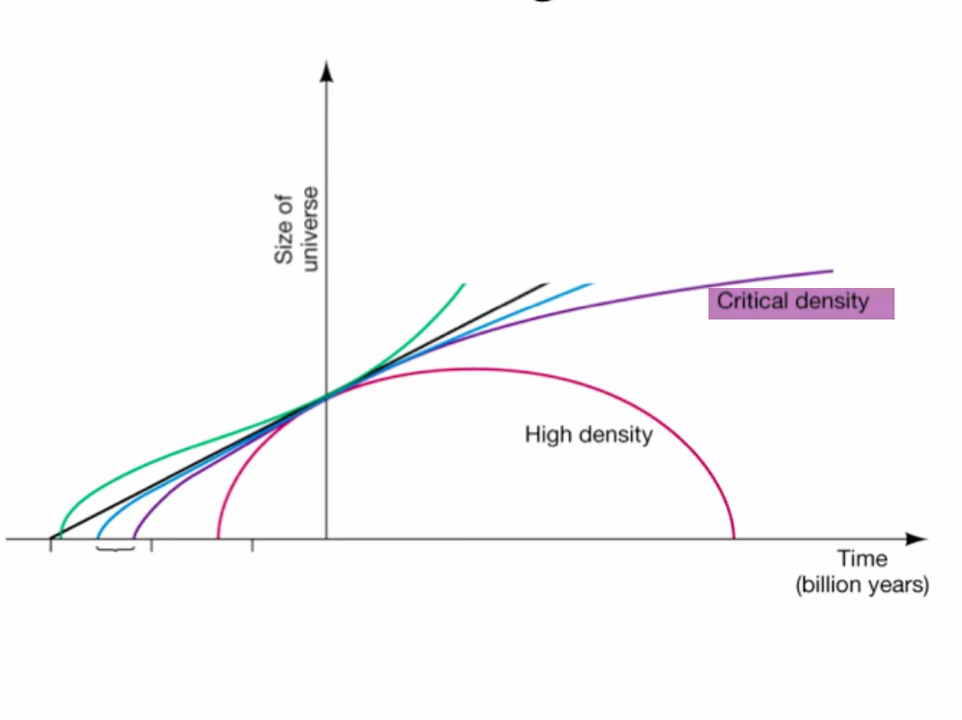 Size of
universe
Critical density
High density
Time
(billion years)